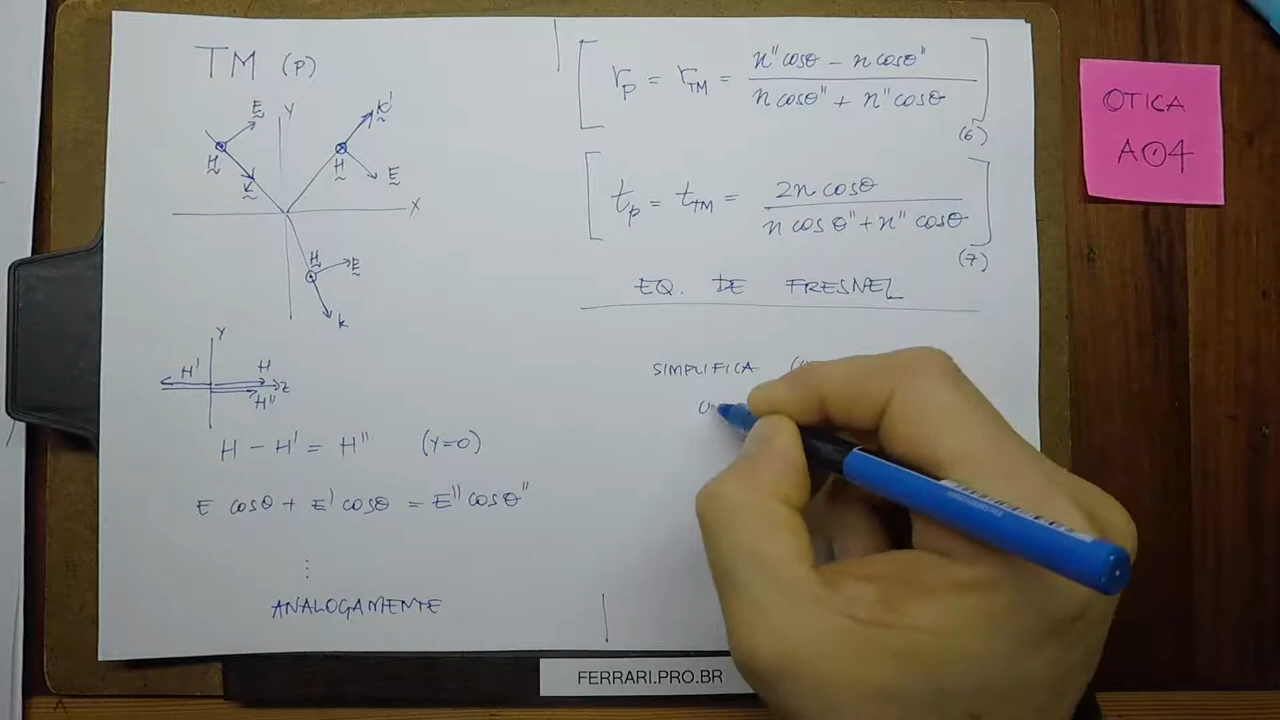 TM (p)
E Y k'
H H E
k
X
H E
k
Y
H' H
Z
H''
H - H' = H'' (Y=0)
E cosθ + E' cosθ = E'' cosθ''
⋮
ANALOGAMENTE
r_p = r_TM = (n'' cosθ - n cosθ'') / (n cosθ'' + n'' cosθ)
(6)
t_p = t_TM = 2n cosθ / (n cosθ'' + n'' cosθ)
(7)
EQ. DE FRESNEL
SIMPLIFICA
OTICA
A04
FERRARI.PRO.BR